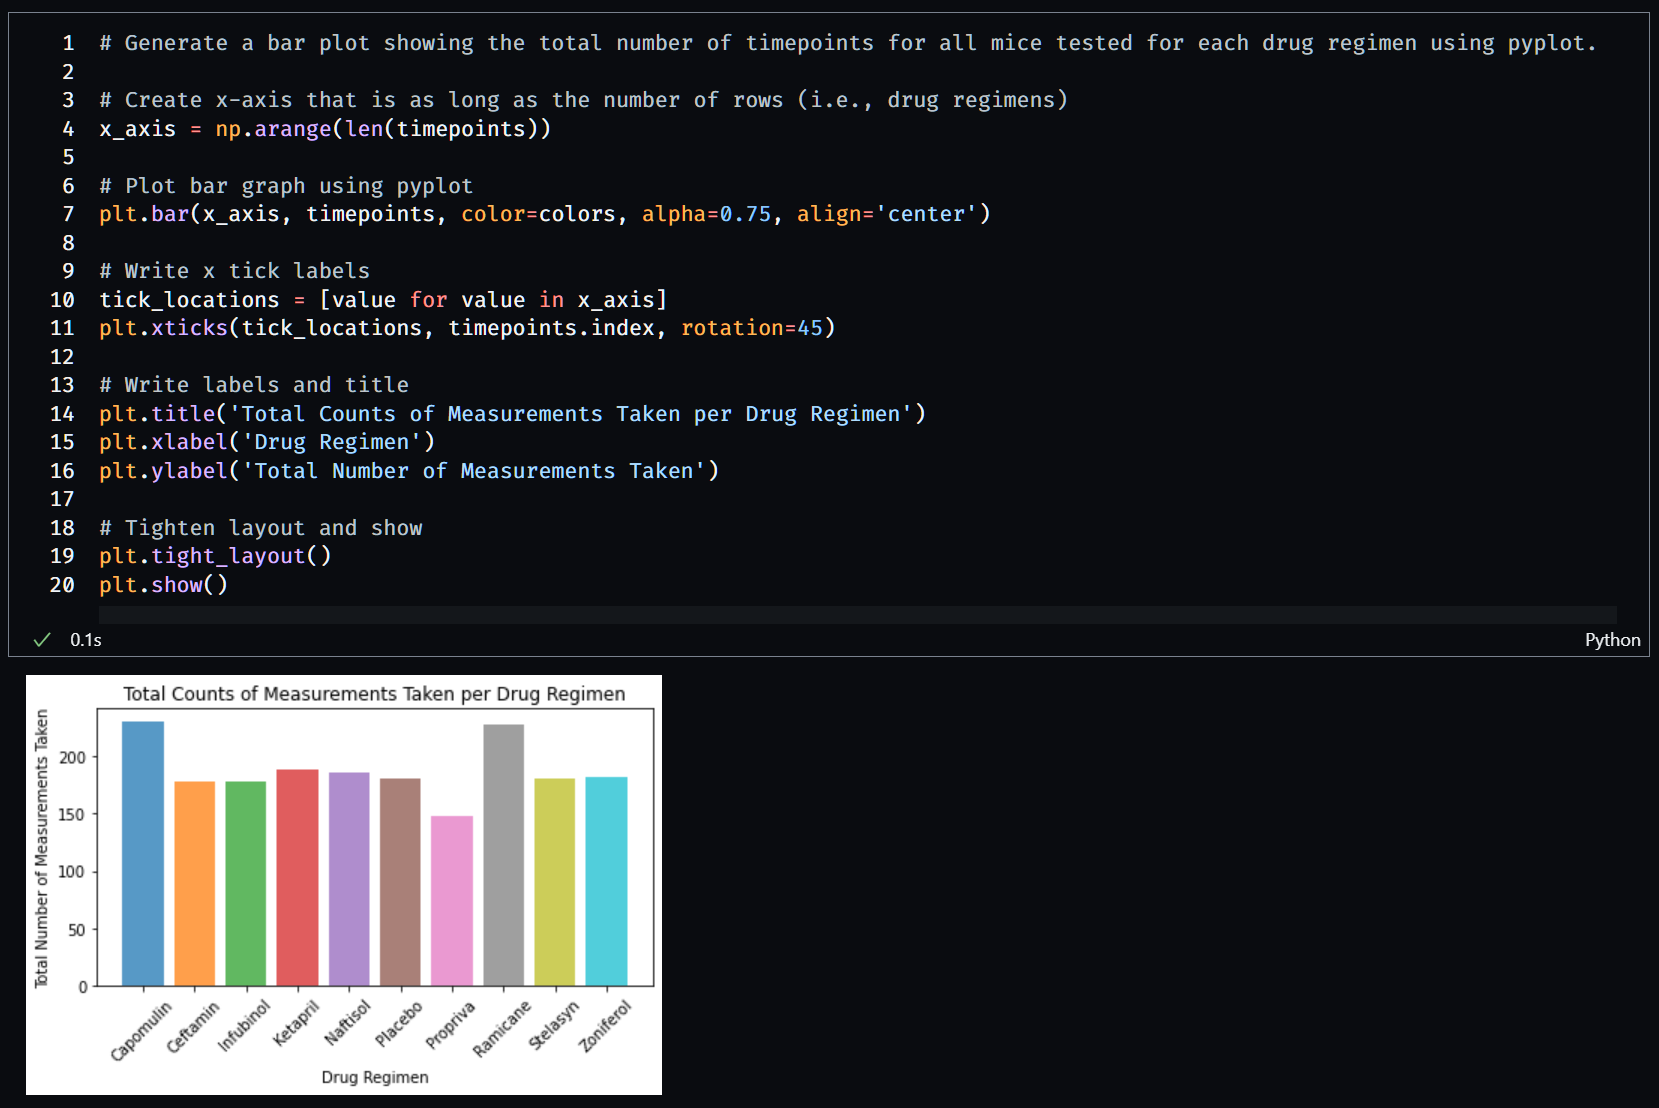 1 # Generate a bar plot showing the total number of timepoints for all mice tested for each drug regimen using pyplot.
2
3 # Create x-axis that is as long as the number of rows (i.e., drug regimens)
4 x_axis = np.arange(len(timepoints))
5
6 # Plot bar graph using pyplot
7 plt.bar(x_axis, timepoints, color=colors, alpha=0.75, align='center')
8
9 # Write x tick labels
10 tick_locations = [value for value in x_axis]
11 plt.xticks(tick_locations, timepoints.index, rotation=45)
12
13 # Write labels and title
14 plt.title('Total Counts of Measurements Taken per Drug Regimen')
15 plt.xlabel('Drug Regimen')
16 plt.ylabel('Total Number of Measurements Taken')
17
18 # Tighten layout and show
19 plt.tight_layout()
20 plt.show()
✓ 0.1s
Python
Total Counts of Measurements Taken per Drug Regimen
Total Number of Measurements Taken
200
150
100
50
0
Capomulin
Ceftamin
Infubinol
Ketapril
Naftisol
Placebo
Propriva
Ramicane
Stelasyn
Zoniferol
Drug Regimen